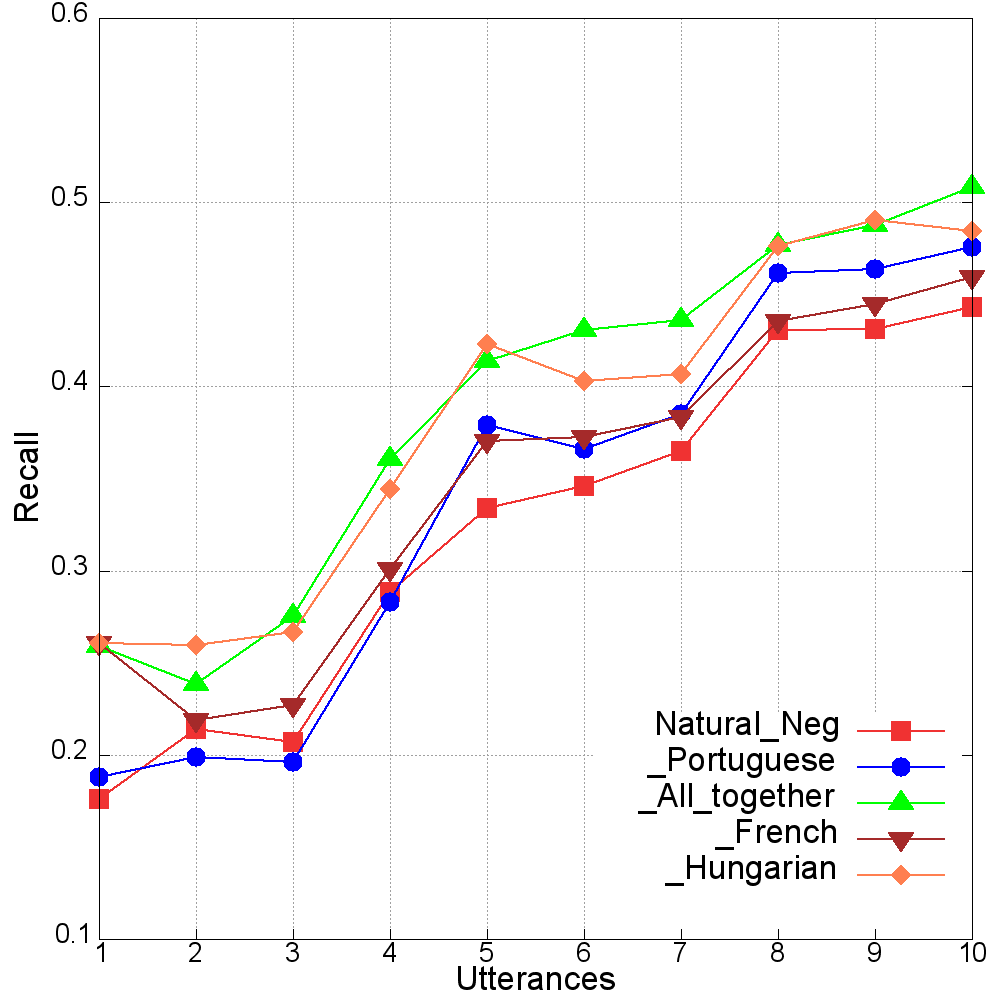 0.6
0.5
0.4
0.3
0.2
0.1
Recall
1 2 3 4 5 6 7 8 9 10
Utterances
Natural_Neg
_Portuguese
_All_together
_French
_Hungarian